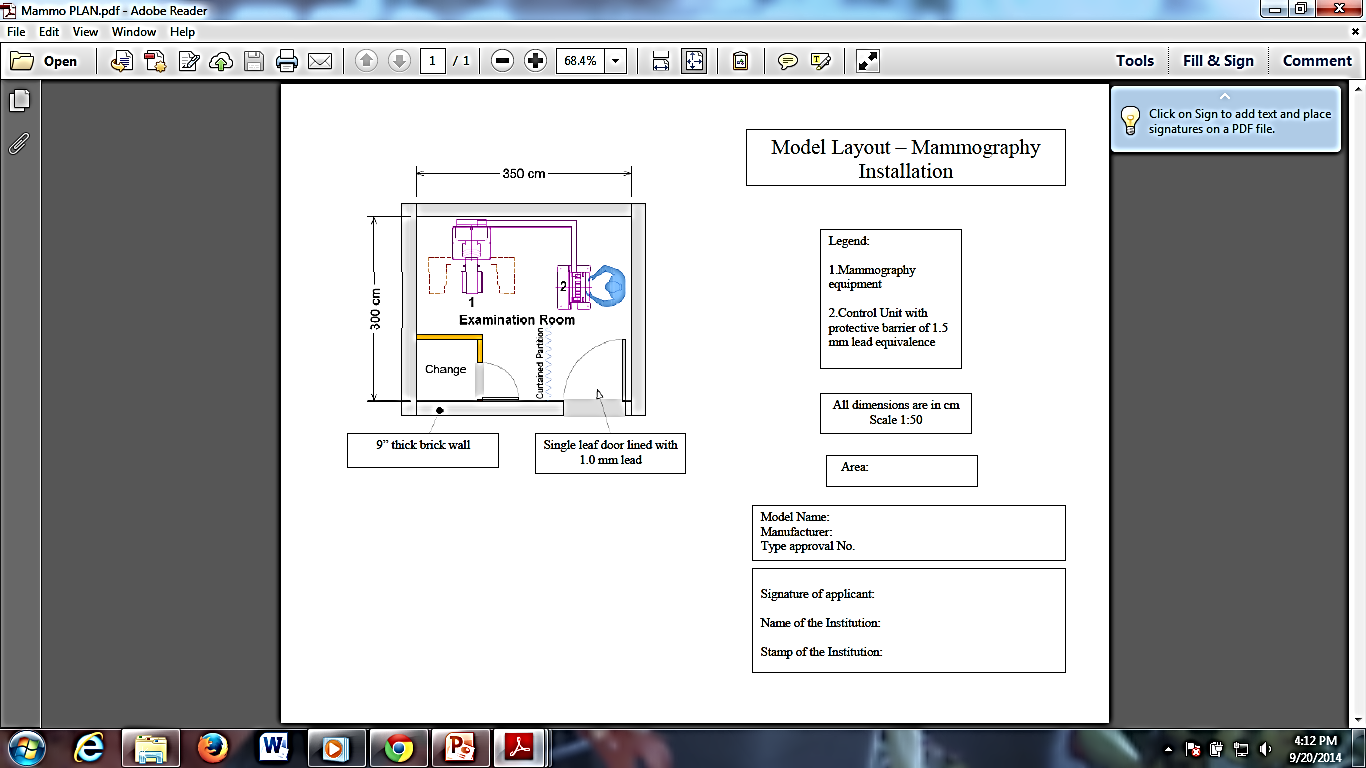 Mammo PLAN.pdf - Adobe Reader
File Edit View Window Help
Open
1 / 1
68.4%
Tools
Fill & Sign
Comment
Click on Sign to add text and place
signatures on a PDF file.
Model Layout – Mammography
Installation
350 cm
300 cm
1
2
Examination Room
Curtained Partition
Change
9” thick brick wall
Single leaf door lined with
1.0 mm lead
Legend:
1.Mammography
equipment
2.Control Unit with
protective barrier of 1.5
mm lead equivalence
All dimensions are in cm
Scale 1:50
Area:
Model Name:
Manufacturer:
Type approval No.
Signature of applicant:
Name of the Institution:
Stamp of the Institution:
4:12 PM
9/20/2014